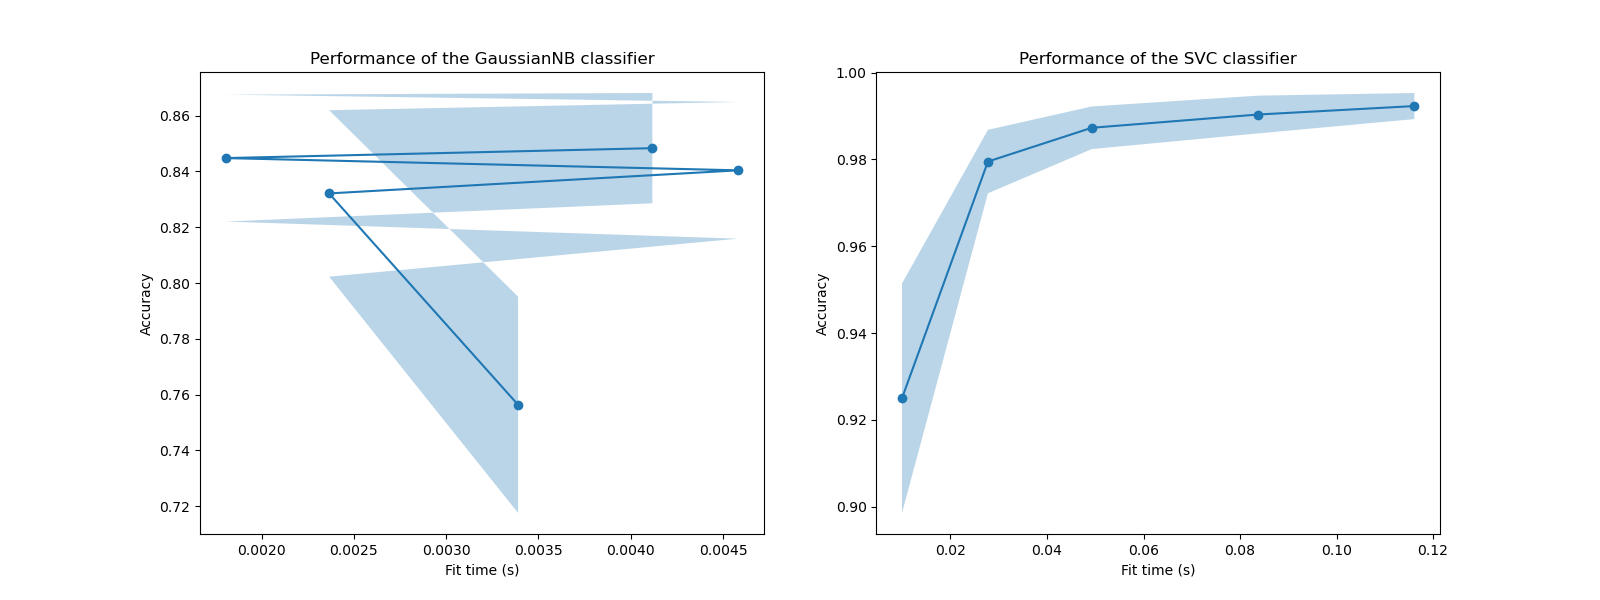 Performance of the GaussianNB classifier
Accuracy
0.86
0.84
0.82
0.80
0.78
0.76
0.74
0.72
0.0020 0.0025 0.0030 0.0035 0.0040 0.0045
Fit time (s)
Performance of the SVC classifier
Accuracy
1.00
0.98
0.96
0.94
0.92
0.90
0.02 0.04 0.06 0.08 0.10 0.12
Fit time (s)